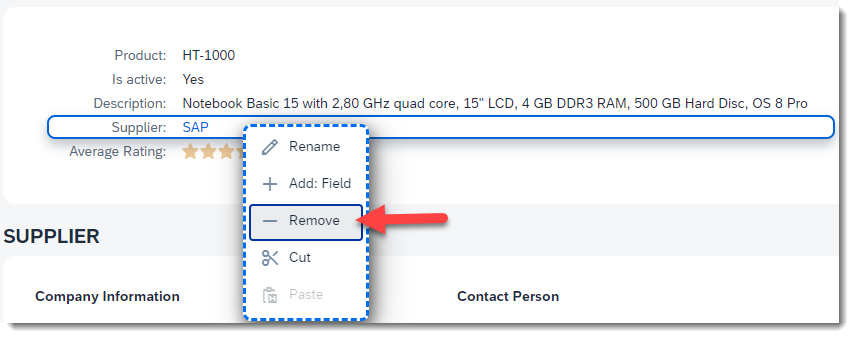 Product: HT-1000
Is active: Yes
Description: Notebook Basic 15 with 2,80 GHz quad core, 15" LCD, 4 GB DDR3 RAM, 500 GB Hard Disc, OS 8 Pro
Supplier: SAP
Average Rating:
Rename
Add: Field
Remove
Cut
Paste
SUPPLIER
Company Information Contact Person